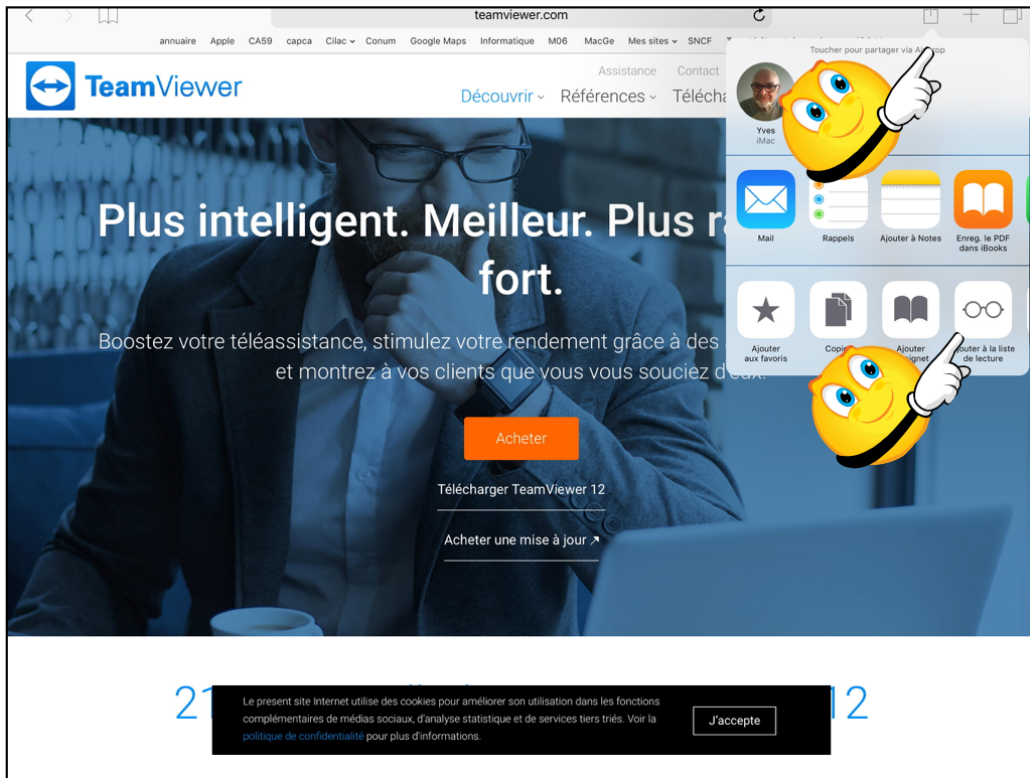 teamviewer.com
annuaire Apple CA59 capca Cilac Conum Google Maps Informatique M06 MacGe Mes sites SNCF
Toucher pour partager via
TeamViewer
Assistance Contact
Découvrir Références
Yves
iMac
Plus intelligent. Meilleur. Plus
fort.
Mail Rappels Ajouter à Notes Enreg. le PDF
dans iBooks
Boostez votre téléassistance, stimulez votre rendement grâce à des
et montrez à vos clients que vous vous souciez d'eux.
Ajouter
aux favoris
Ajouter
à la liste
de lecture
Acheter
Télécharger TeamViewer 12
Acheter une mise à jour
12
Le present site Internet utilise des cookies pour améliorer son utilisation dans les fonctions
complémentaires de médias sociaux, d'analyse statistique et de services tiers triés. Voir la
politique de confidentialité pour plus d'informations.
J'accepte